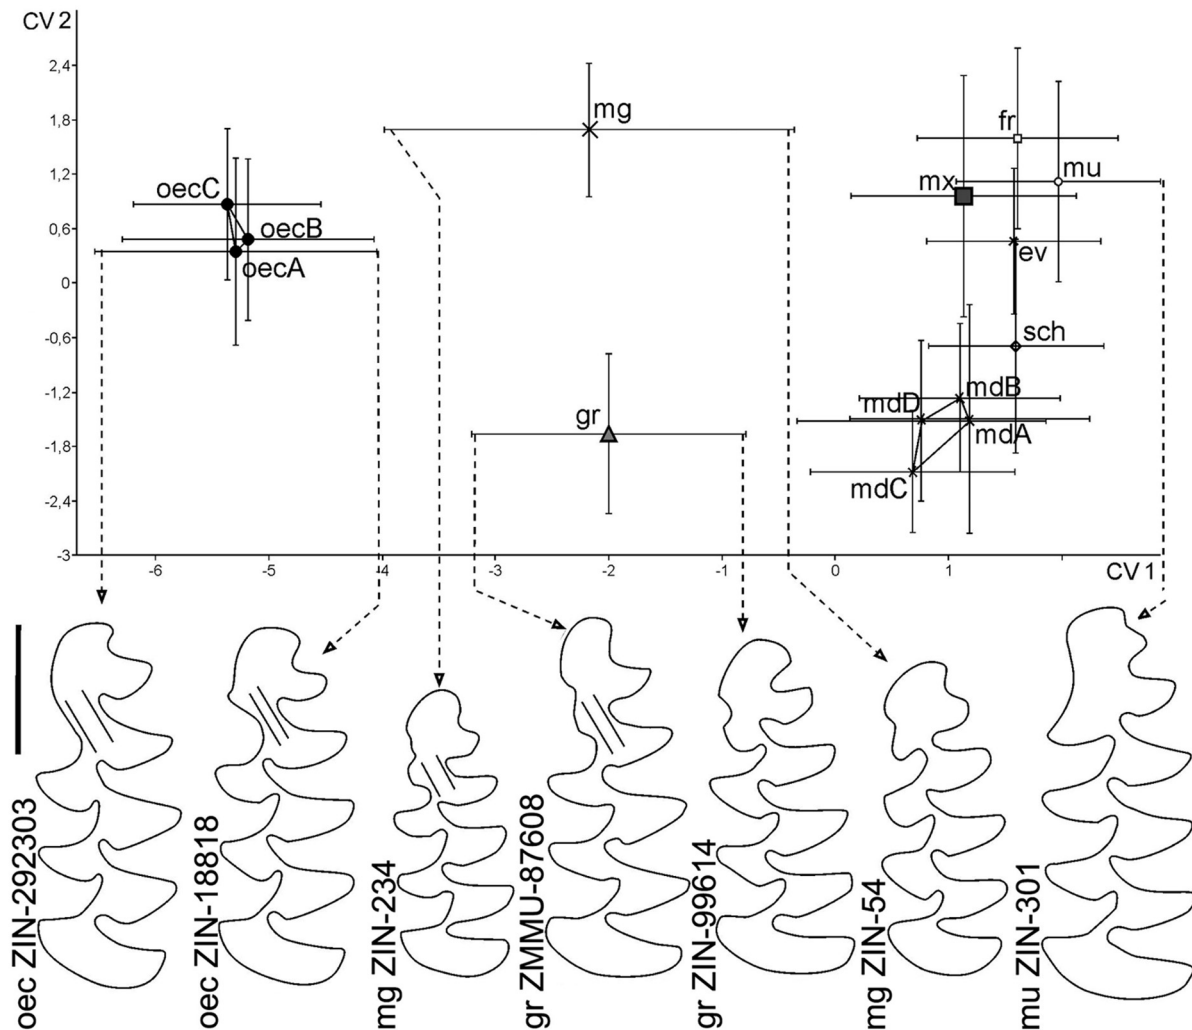 CV 2
2,4
1,8
1,2
0,6
0
-0,6
-1,2
-1,8
-2,4
-3
mg
fr
mu
mx
oecC
oecB
oecA
ev
sch
mdB
mdD
mdA
gr
mdC
-6
-5
-4
-3
-2
-1
0
1
CV 1
oec ZIN-292303
oec ZIN-18818
mg ZIN-234
gr ZMMU-87608
gr ZIN-99614
mg ZIN-54
mu ZIN-301